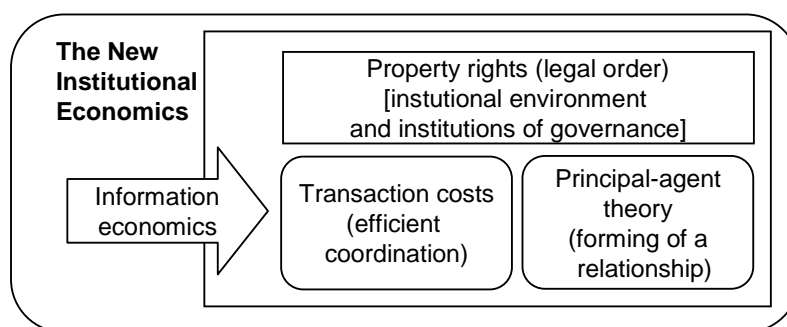 The New
Institutional
Economics
Property rights (legal order)
[instutional environment
and institutions of governance]
Information
economics
Transaction costs
(efficient
coordination)
Principal-agent
theory
(forming of a
relationship)